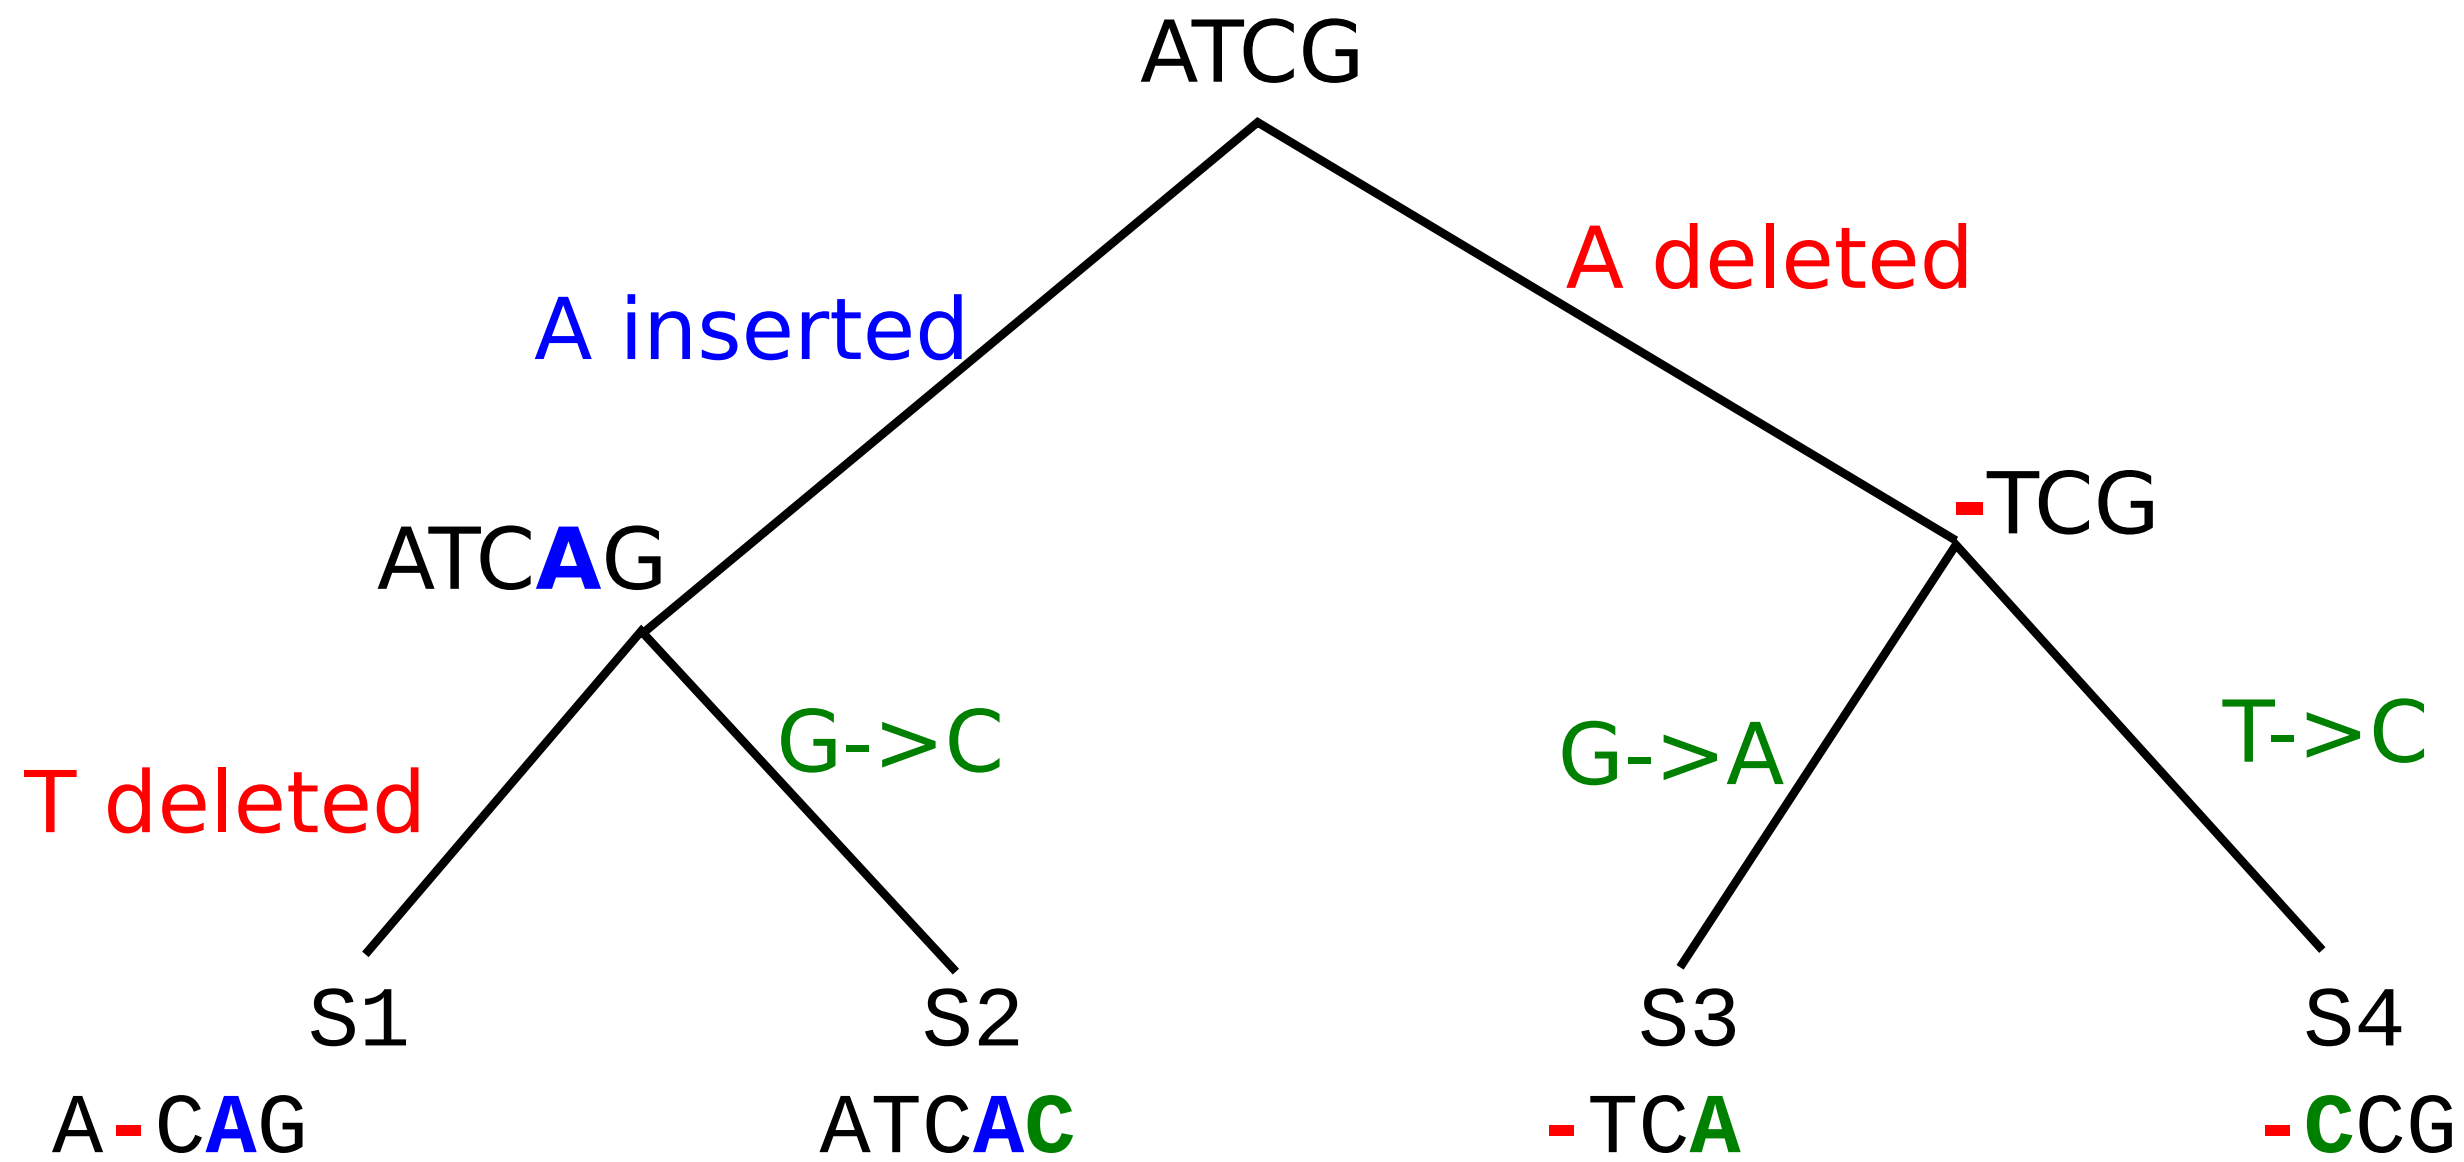 ATCG
A deleted
A inserted
-TCG
ATCAG
G->C
G->A
T->C
T deleted
S1
S2
S3
S4
A-CAG
ATCAC
-TCA
-CCG